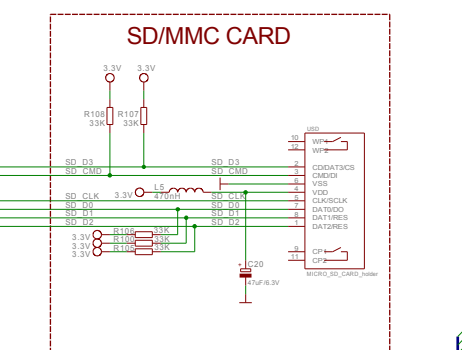 SD/MMC CARD
3.3V 3.3V
R108 R107
33K 33K
USD
10 WP1
12 WP2
SD_D3 SD_D3 2 CD/DAT3/CS
SD_CMD SD_CMD 3 CMD/DI
6 VSS
3.3V L5 4 VDD
470nH
SD_CLK SD_CLK 5 CLK/SCLK
SD_D0 SD_D0 7 DAT0/DO
SD_D1 SD_D1 8 DAT1/RES
SD_D2 SD_D2 1 DAT2/RES
3.3V R106 33K
3.3V 33K
3.3V R105 33K
9 CP1
11 CP2
C20
47uF/6.3V
MICRO_SD_CARD_holder